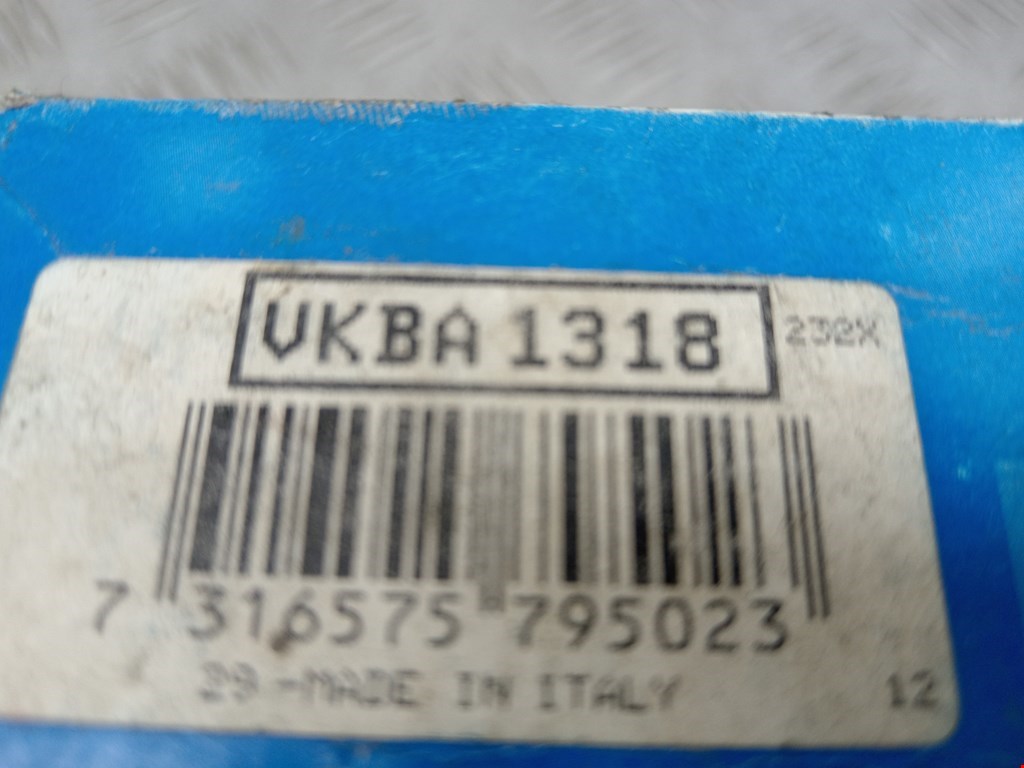 VKBA 1318 232X
7 316575 795023
29 - MADE IN ITALY 12